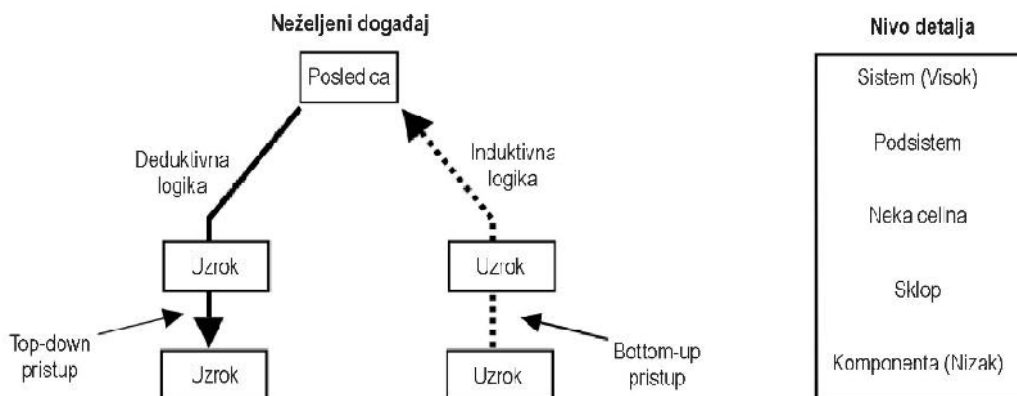 Neželjeni događaj
Posledica
Deduktivna
logika
Induktivna
logika
Uzrok
Uzrok
Top-down
pristup
Bottom-up
pristup
Uzrok
Uzrok
Nivo detalja
Sistem (Visok)
Podsistem
Neka celina
Sklop
Komponenta (Nizak)